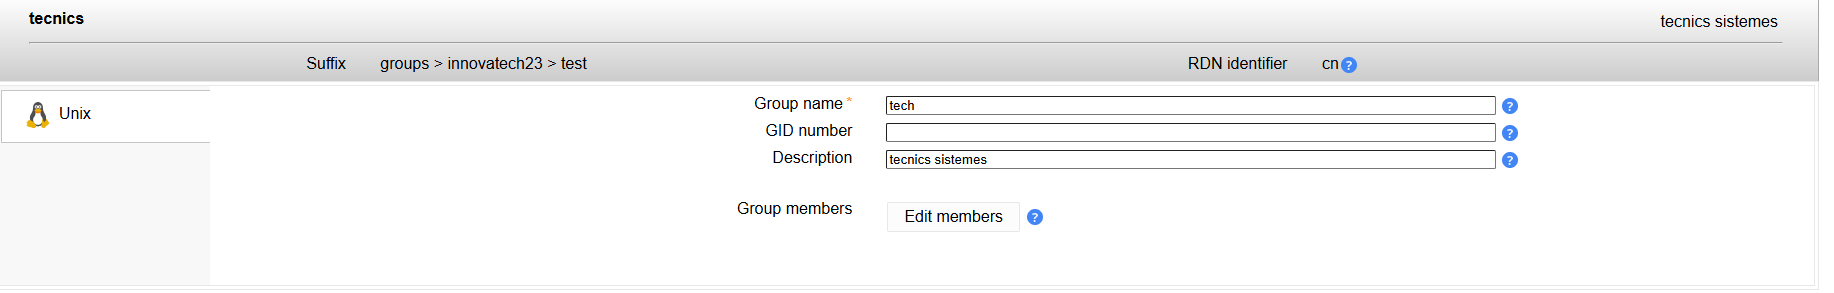 tecnics
tecnics sistemes
Suffix groups > innovatech23 > test RDN identifier cn ?
Unix
Group name * tech ?
GID number ?
Description tecnics sistemes ?
Group members Edit members ?